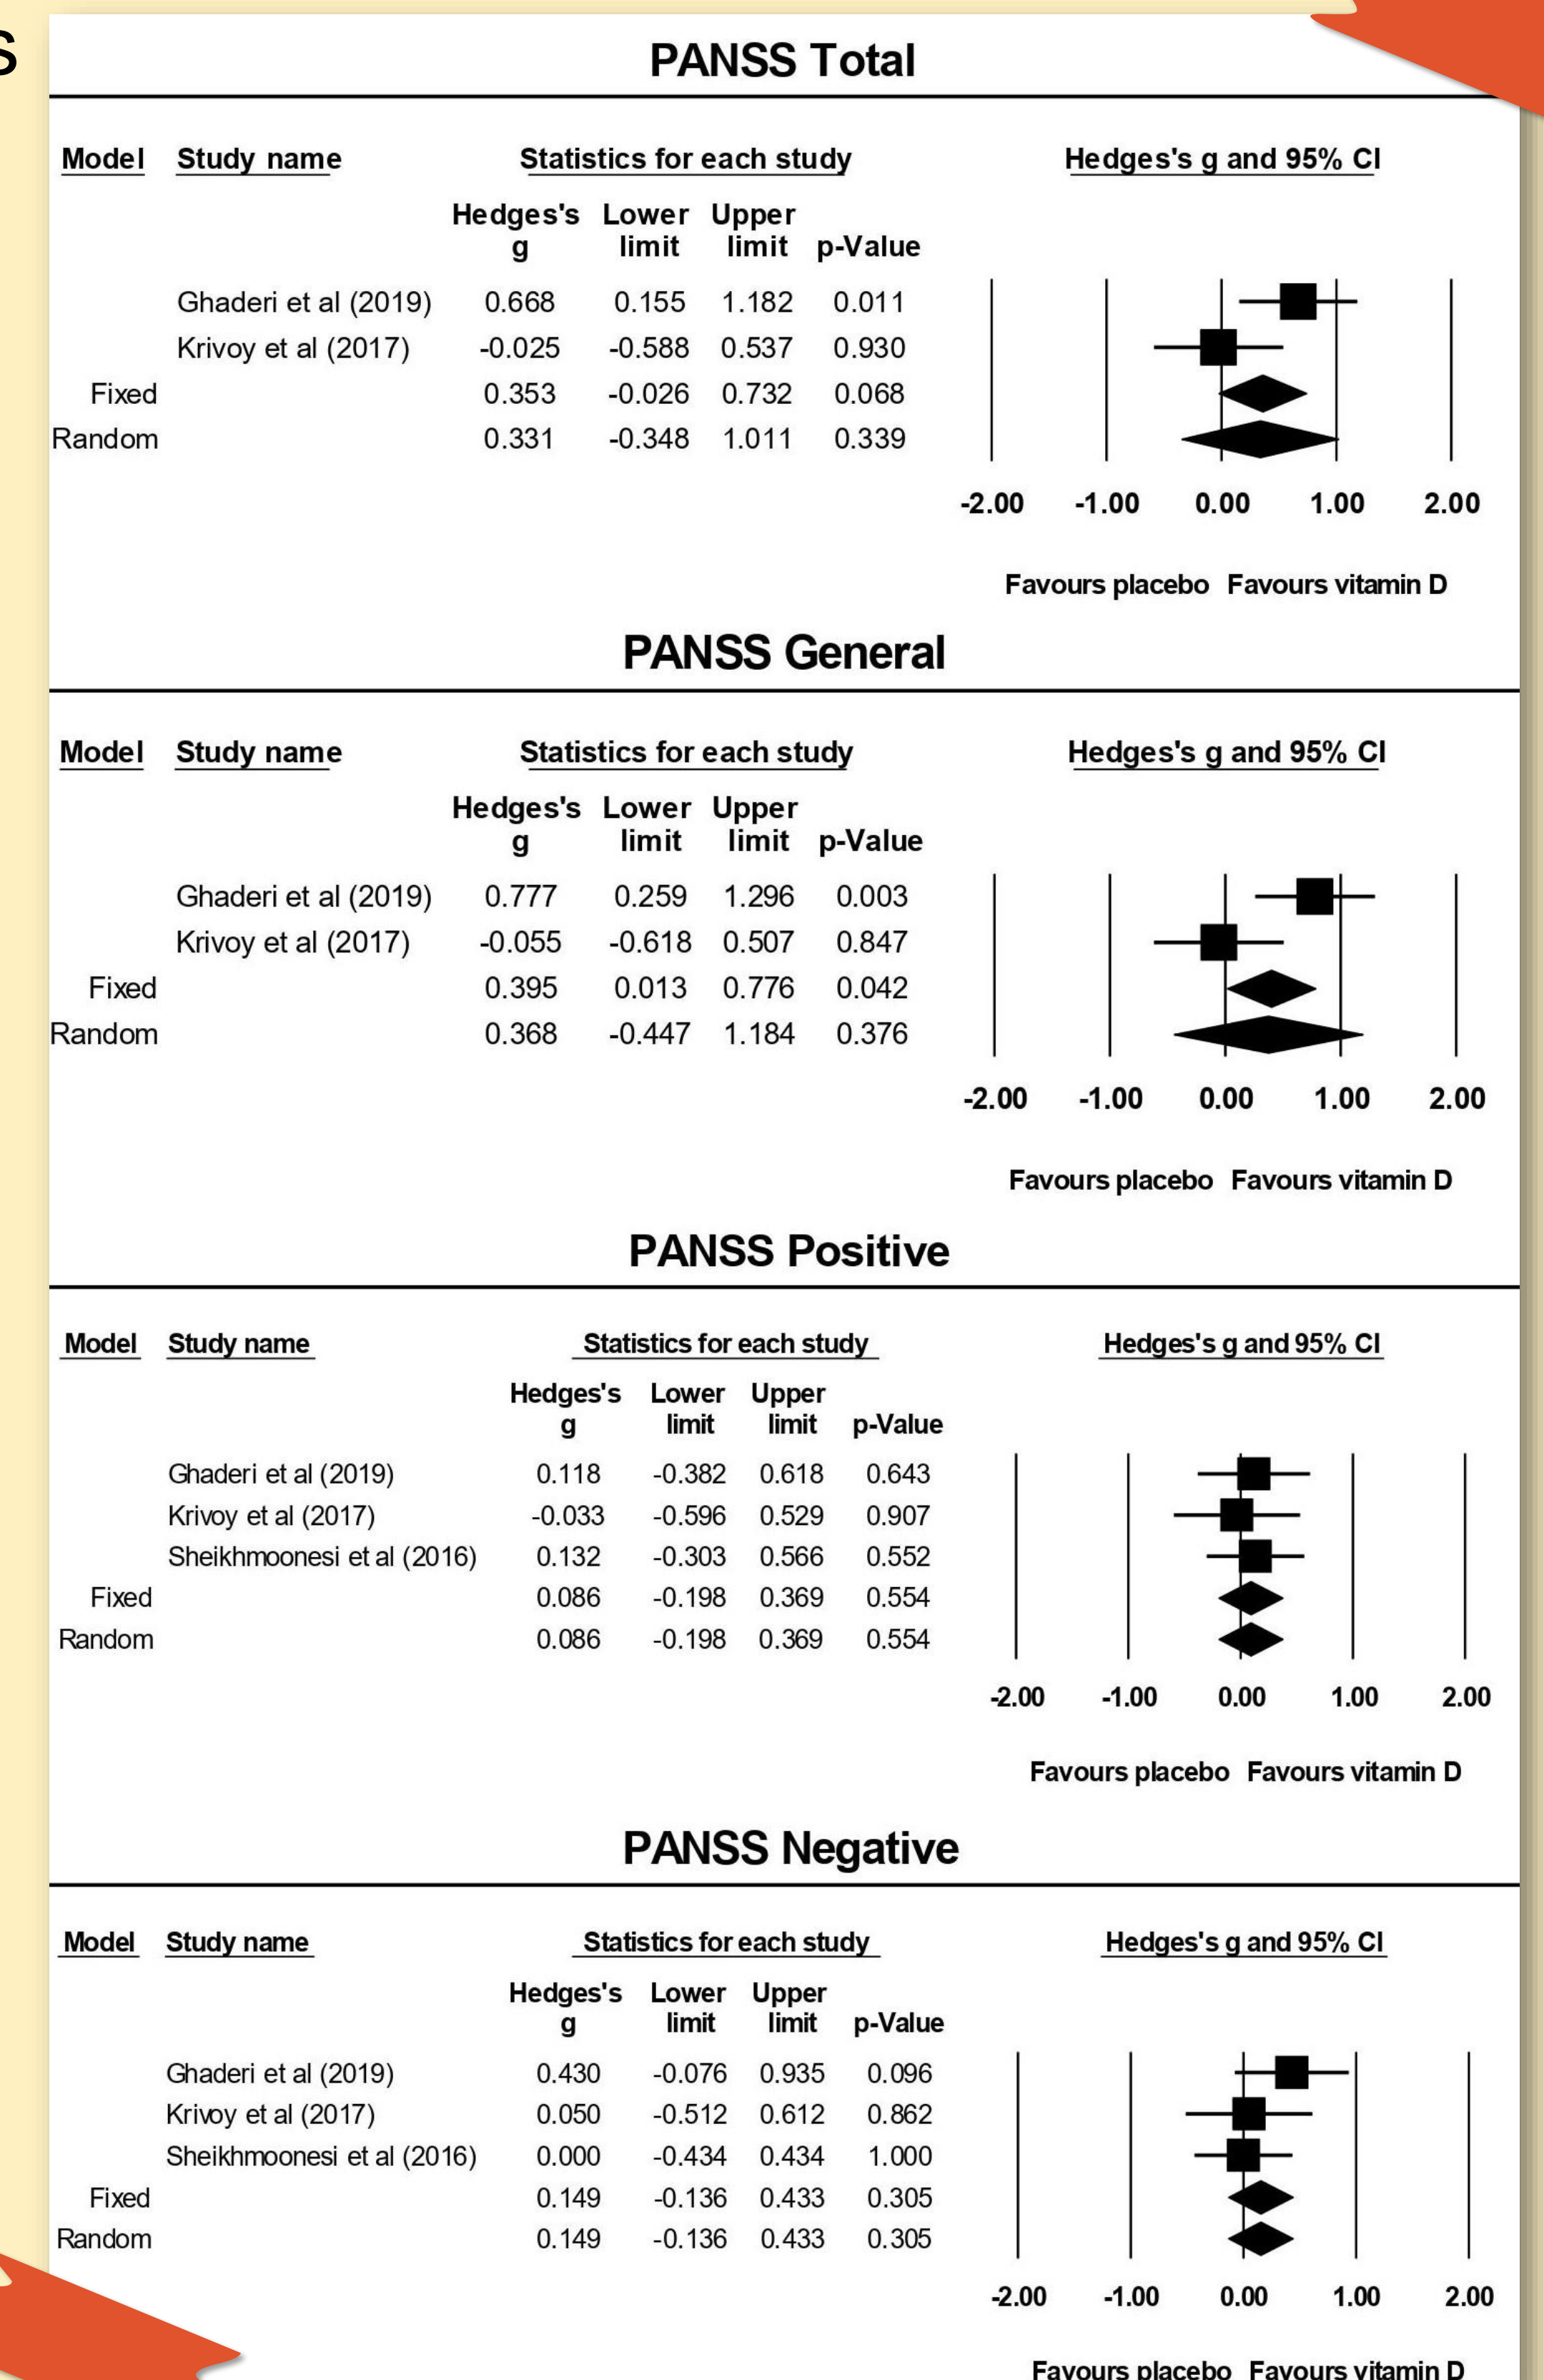 s
PANSS Total
Model Study name Statistics for each study Hedges's g and 95% CI
Hedges's Lower Upper
g limit limit p-Value
Ghaderi et al (2019) 0.668 0.155 1.182 0.011
Krivoy et al (2017) -0.025 -0.588 0.537 0.930
Fixed 0.353 -0.026 0.732 0.068
Random 0.331 -0.348 1.011 0.339
-2.00 -1.00 0.00 1.00 2.00
Favours placebo Favours vitamin D
PANSS General
Model Study name Statistics for each study Hedges's g and 95% CI
Hedges's Lower Upper
g limit limit p-Value
Ghaderi et al (2019) 0.777 0.259 1.296 0.003
Krivoy et al (2017) -0.055 -0.618 0.507 0.847
Fixed 0.395 0.013 0.776 0.042
Random 0.368 -0.447 1.184 0.376
-2.00 -1.00 0.00 1.00 2.00
Favours placebo Favours vitamin D
PANSS Positive
Model Study name Statistics for each study Hedges's g and 95% CI
Hedges's Lower Upper
g limit limit p-Value
Ghaderi et al (2019) 0.118 -0.382 0.618 0.643
Krivoy et al (2017) -0.033 -0.596 0.529 0.907
Sheikhmoonesi et al (2016) 0.132 -0.303 0.566 0.552
Fixed 0.086 -0.198 0.369 0.554
Random 0.086 -0.198 0.369 0.554
-2.00 -1.00 0.00 1.00 2.00
Favours placebo Favours vitamin D
PANSS Negative
Model Study name Statistics for each study Hedges's g and 95% CI
Hedges's Lower Upper
g limit limit p-Value
Ghaderi et al (2019) 0.430 -0.076 0.935 0.096
Krivoy et al (2017) 0.050 -0.512 0.612 0.862
Sheikhmoonesi et al (2016) 0.000 -0.434 0.434 1.000
Fixed 0.149 -0.136 0.433 0.305
Random 0.149 -0.136 0.433 0.305
-2.00 -1.00 0.00 1.00 2.00
Favours placebo Favours vitamin D